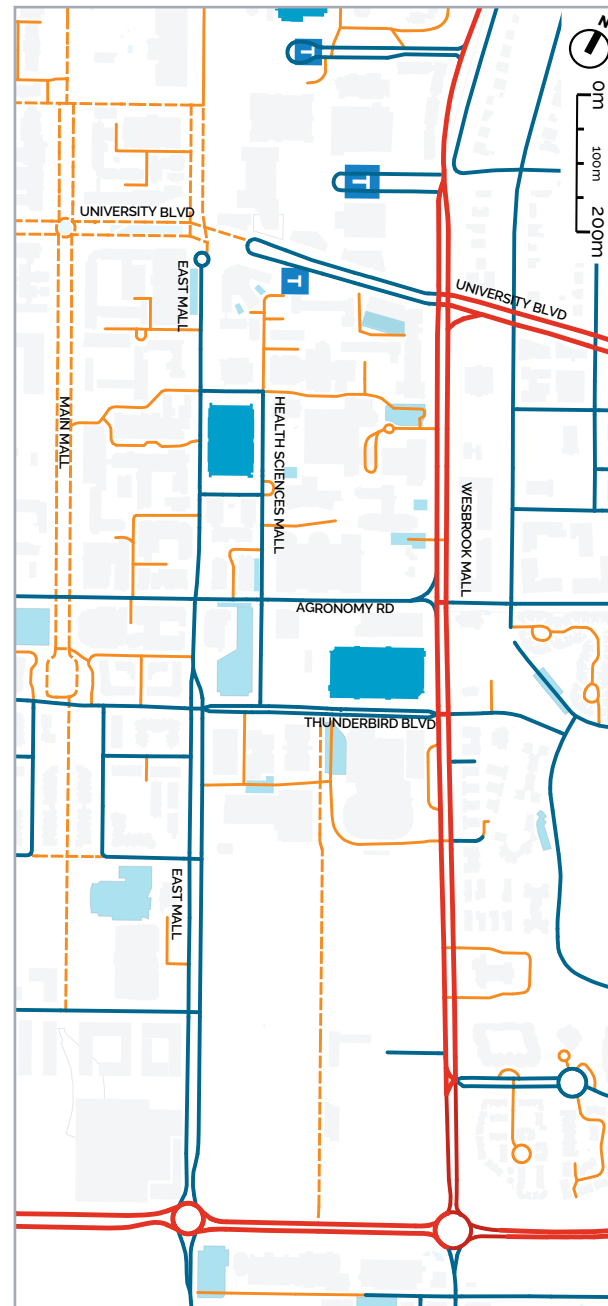 N
0m
100m
200m
T
T
UNIVERSITY BLVD
EAST MALL
T
UNIVERSITY BLVD
MAIN MALL
HEALTH SCIENCES MALL
WESBROOK MALL
AGRONOMY RD
THUNDERBIRD BLVD
EAST MALL